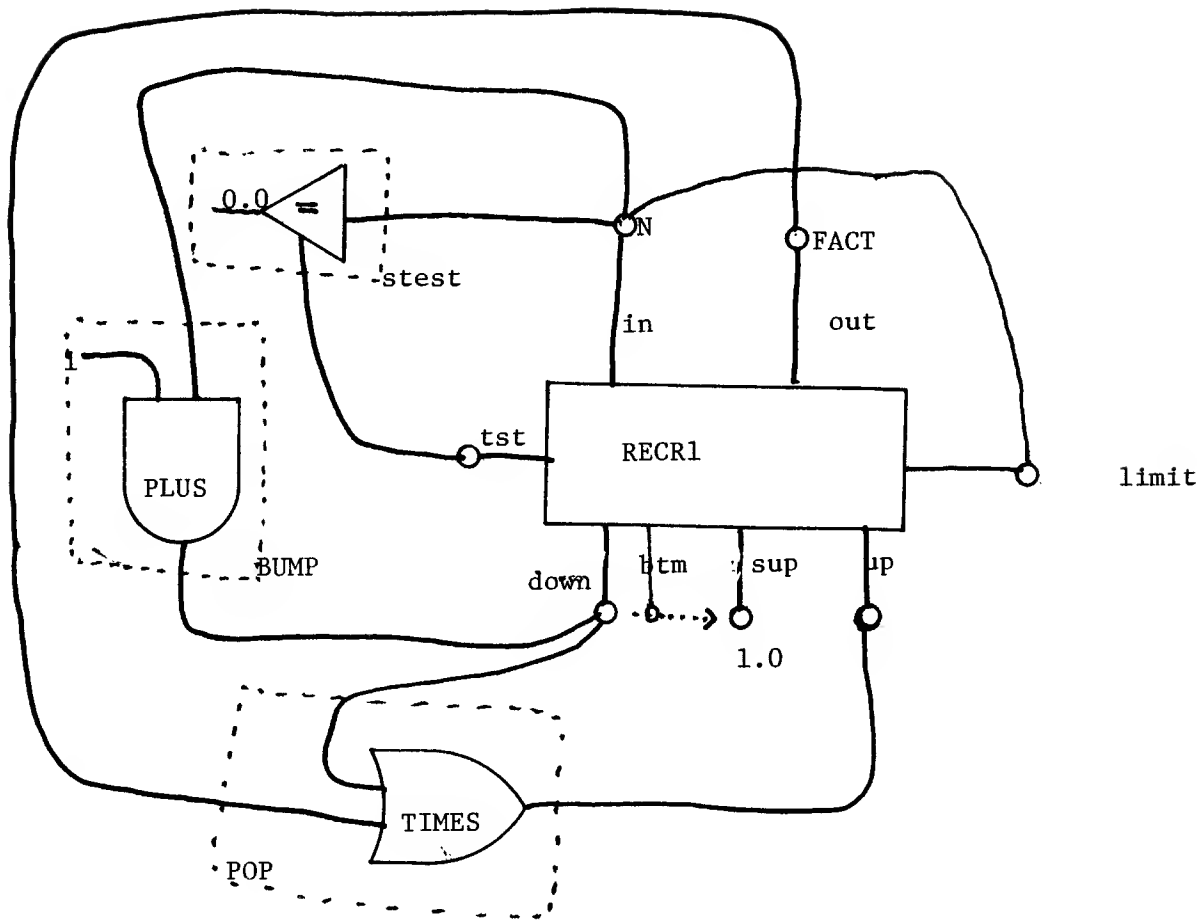 0.0
=
N
FACT
stest
in
out
1
tst
RECR1
limit
PLUS
BUMP
down
btm
sup
up
1.0
TIMES
POP